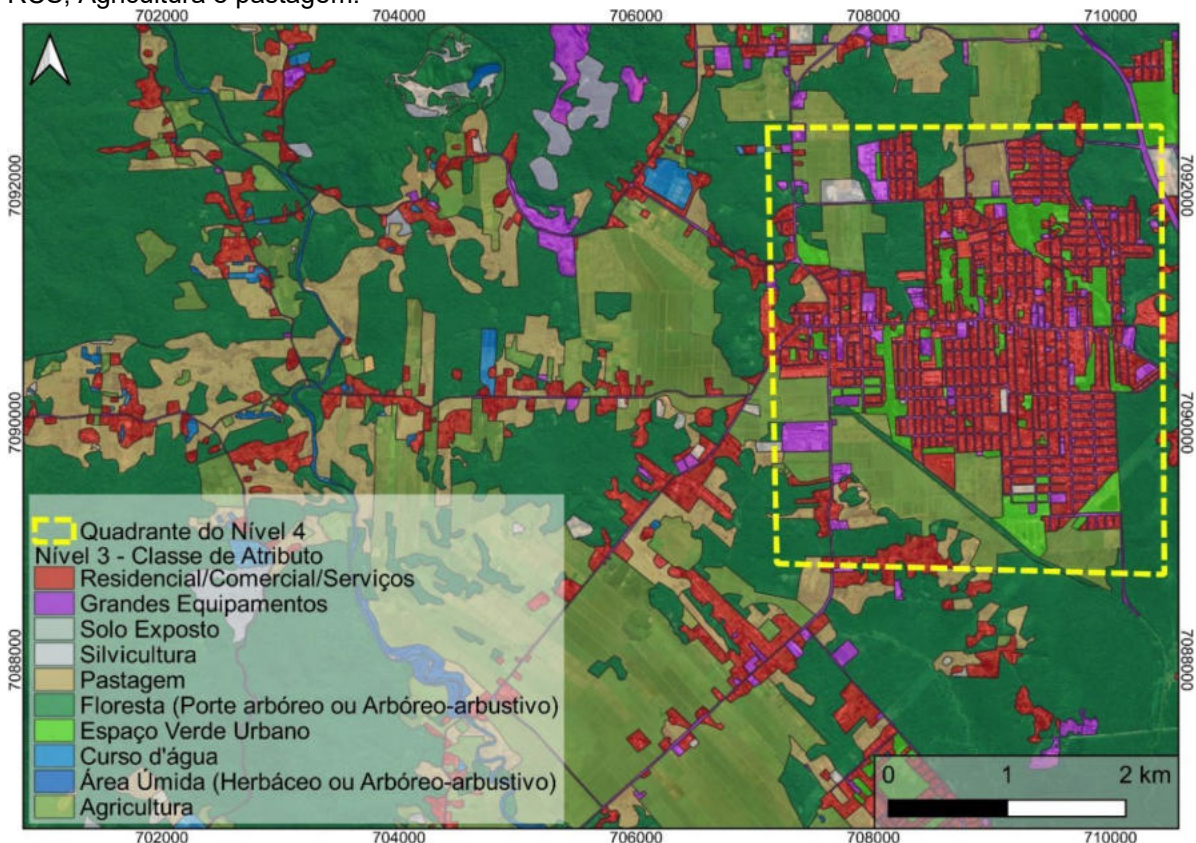 RCS, Agricultura e pastagem.
702000 704000 706000 708000 710000
7092000 7092000
7090000 7090000
Quadrante do Nível 4
Nível 3 - Classe de Atributo
Residencial/Comercial/Serviços
Grandes Equipamentos
Solo Exposto
Silvicultura
7088000 7088000
Pastagem
Floresta (Porte arbóreo ou Arbóreo-arbustivo)
Espaço Verde Urbano
Curso d'água
Área Úmida (Herbáceo ou Arbóreo-arbustivo)
Agricultura
0 1 2 km
702000 704000 706000 708000 710000